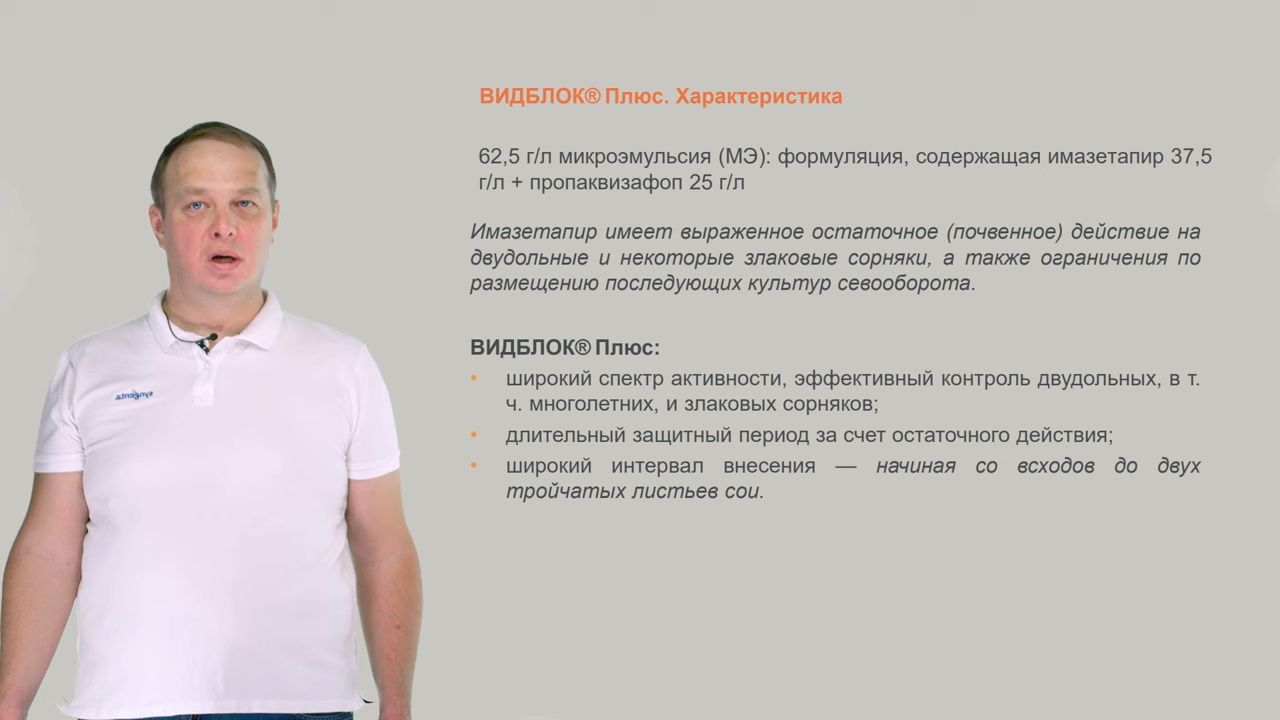 ВИДБЛОК® Плюс. Характеристика
62,5 г/л микроэмульсия (МЭ): формуляция, содержащая имазетапир 37,5
г/л + пропаквизафоп 25 г/л
Имазетапир имеет выраженное остаточное (почвенное) действие на
двудольные и некоторые злаковые сорняки, а также ограничения по
размещению последующих культур севооборота.
ВИДБЛОК® Плюс:
• широкий спектр активности, эффективный контроль двудольных, в т.
ч. многолетних, и злаковых сорняков;
• длительный защитный период за счет остаточного действия;
• широкий интервал внесения — начиная со всходов до двух
тройчатых листьев сои.